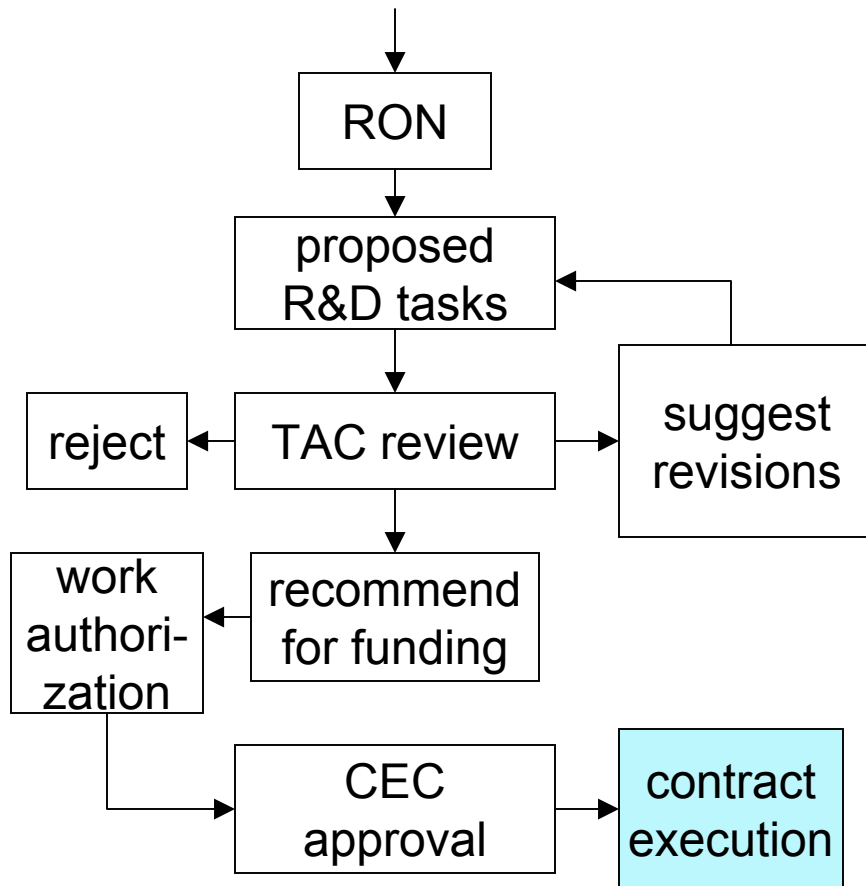 RON
proposed
R&D tasks
reject
TAC review
suggest
revisions
work
authori-
zation
recommend
for funding
CEC
approval
contract
execution